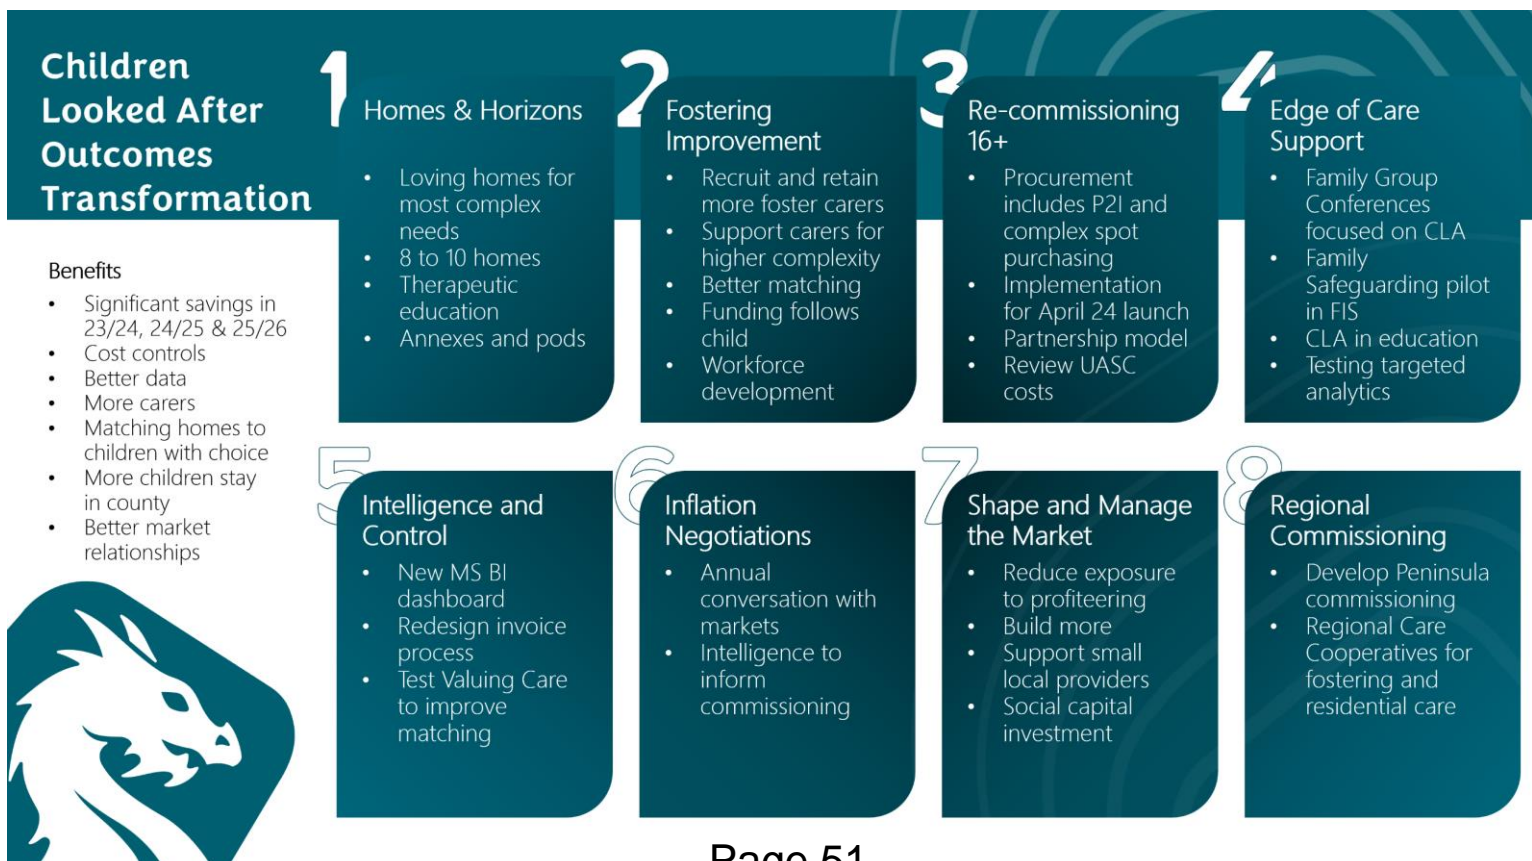 Children
Looked After
Outcomes
Transformation
Benefits
• Significant savings in
23/24, 24/25 & 25/26
• Cost controls
• Better data
• More carers
• Matching homes to
children with choice
• More children stay
in county
• Better market
relationships
1
Homes & Horizons
• Loving homes for
most complex
needs
• 8 to 10 homes
• Therapeutic
education
• Annexes and pods
2
Fostering
Improvement
• Recruit and retain
more foster carers
• Support carers for
higher complexity
• Better matching
• Funding follows
child
• Workforce
development
3
Re-commissioning
16+
• Procurement
includes P2I and
complex spot
purchasing
• Implementation
for April 24 launch
• Partnership model
• Review UASC
costs
4
Edge of Care
Support
• Family Group
Conferences
focused on CLA
• Family
Safeguarding pilot
in FIS
• CLA in education
• Testing targeted
analytics
5
Intelligence and
Control
• New MS BI
dashboard
• Redesign invoice
process
• Test Valuing Care
to improve
matching
6
Inflation
Negotiations
• Annual
conversation with
markets
• Intelligence to
inform
commissioning
7
Shape and Manage
the Market
• Reduce exposure
to profiteering
• Build more
• Support small
local providers
• Social capital
investment
8
Regional
Commissioning
• Develop Peninsula
commissioning
• Regional Care
Cooperatives for
fostering and
residential care
Page 51